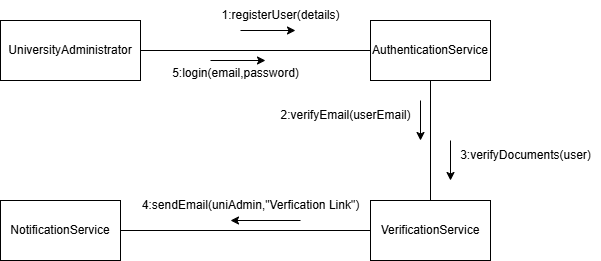 1:registerUser(details)
UniversityAdministrator
AuthenticationService
5:login(email,password)
2:verifyEmail(userEmail)
3:verifyDocuments(user)
4:sendEmail(uniAdmin,"Verfication Link")
NotificationService
VerificationService